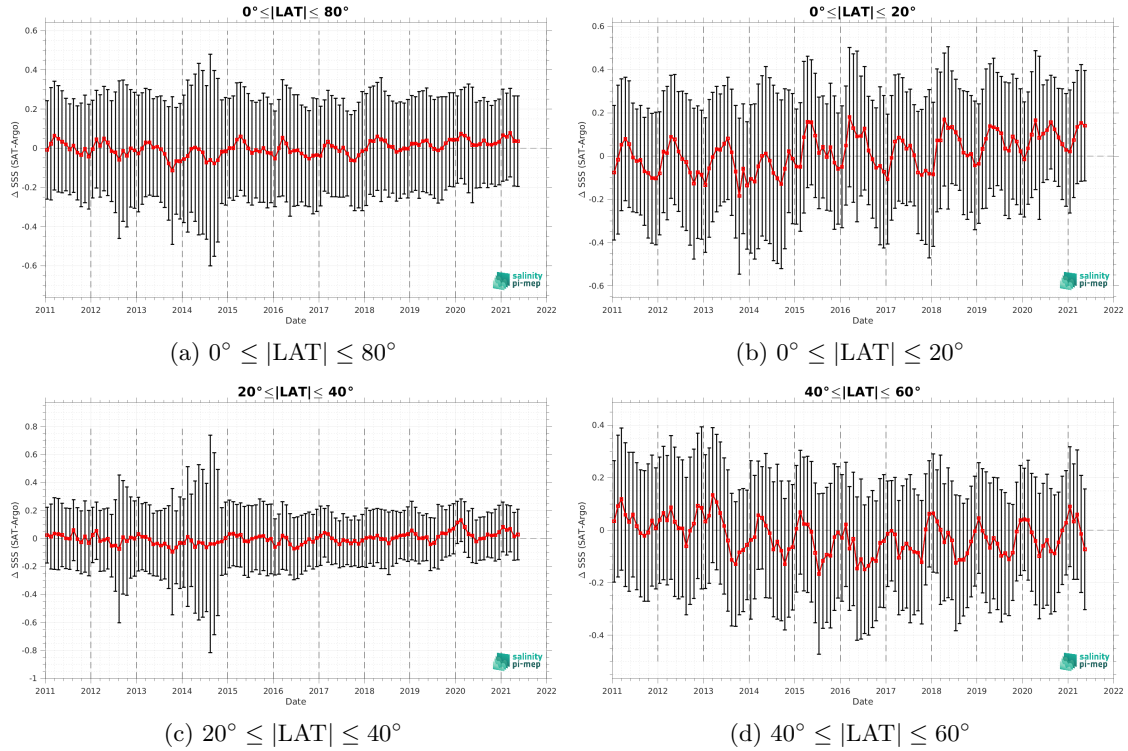 0°≤|LAT|≤ 80°
Δ SSS (SAT-Argo)
0.6
0.4
0.2
0
-0.2
-0.4
-0.6
2011 2012 2013 2014 2015 2016 2017 2018 2019 2020 2021 2022
Date
salinity
pi-mep
(a) 0° ≤ |LAT| ≤ 80°
0°≤|LAT|≤ 20°
Δ SSS (SAT-Argo)
0.6
0.4
0.2
0
-0.2
-0.4
-0.6
2011 2012 2013 2014 2015 2016 2017 2018 2019 2020 2021 2022
Date
salinity
pi-mep
(b) 0° ≤ |LAT| ≤ 20°
20°≤|LAT|≤ 40°
Δ SSS (SAT-Argo)
0.8
0.6
0.4
0.2
0
-0.2
-0.4
-0.6
-0.8
-1
2011 2012 2013 2014 2015 2016 2017 2018 2019 2020 2021 2022
Date
salinity
pi-mep
(c) 20° ≤ |LAT| ≤ 40°
40°≤|LAT|≤ 60°
Δ SSS (SAT-Argo)
0.4
0.2
0
-0.2
-0.4
2011 2012 2013 2014 2015 2016 2017 2018 2019 2020 2021 2022
Date
salinity
pi-mep
(d) 40° ≤ |LAT| ≤ 60°